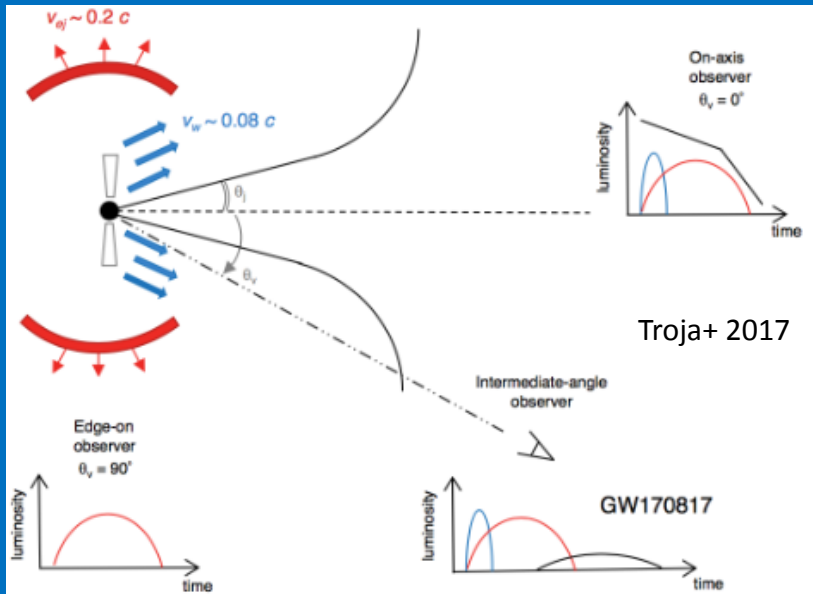 v_ej ~ 0.2 c
v_w ~ 0.08 c
θ_j
θ_v
On-axis
observer
θ_v = 0°
luminosity
time
Troja+ 2017
Intermediate-angle
observer
Edge-on
observer
θ_v = 90°
luminosity
time
GW170817
luminosity
time